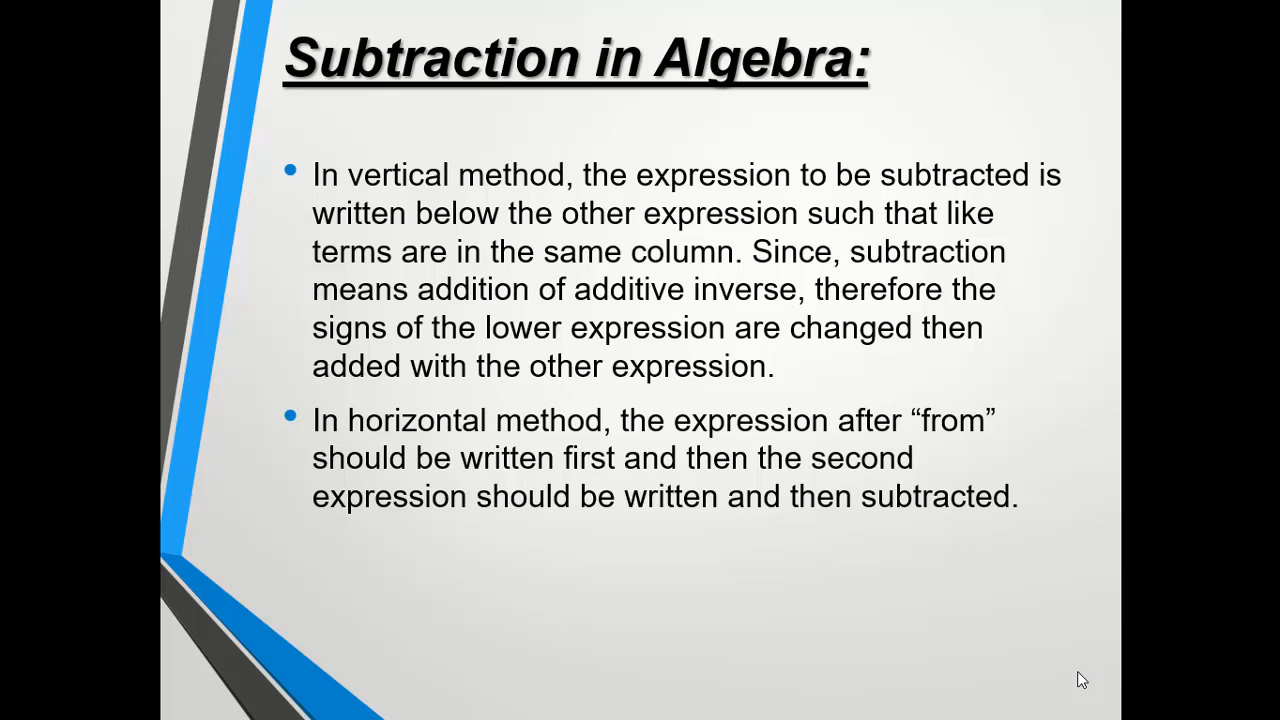 Subtraction in Algebra:
• In vertical method, the expression to be subtracted is
written below the other expression such that like
terms are in the same column. Since, subtraction
means addition of additive inverse, therefore the
signs of the lower expression are changed then
added with the other expression.
• In horizontal method, the expression after “from”
should be written first and then the second
expression should be written and then subtracted.